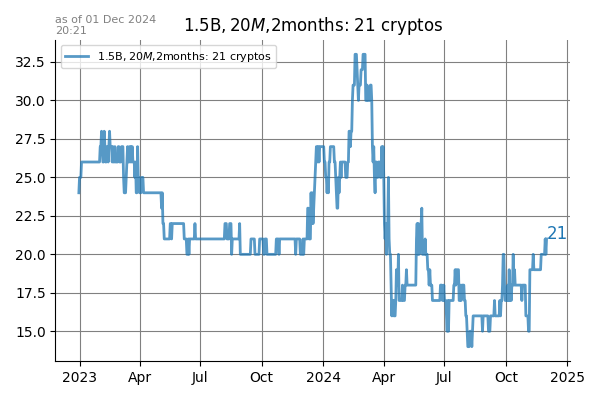 as of 01 Dec 2024
20:21
1.5B, 20M,2months: 21 cryptos
1.5B, 20M,2months: 21 cryptos
32.5
30.0
27.5
25.0
22.5
20.0
17.5
15.0
21
2023 Apr Jul Oct 2024 Apr Jul Oct 2025